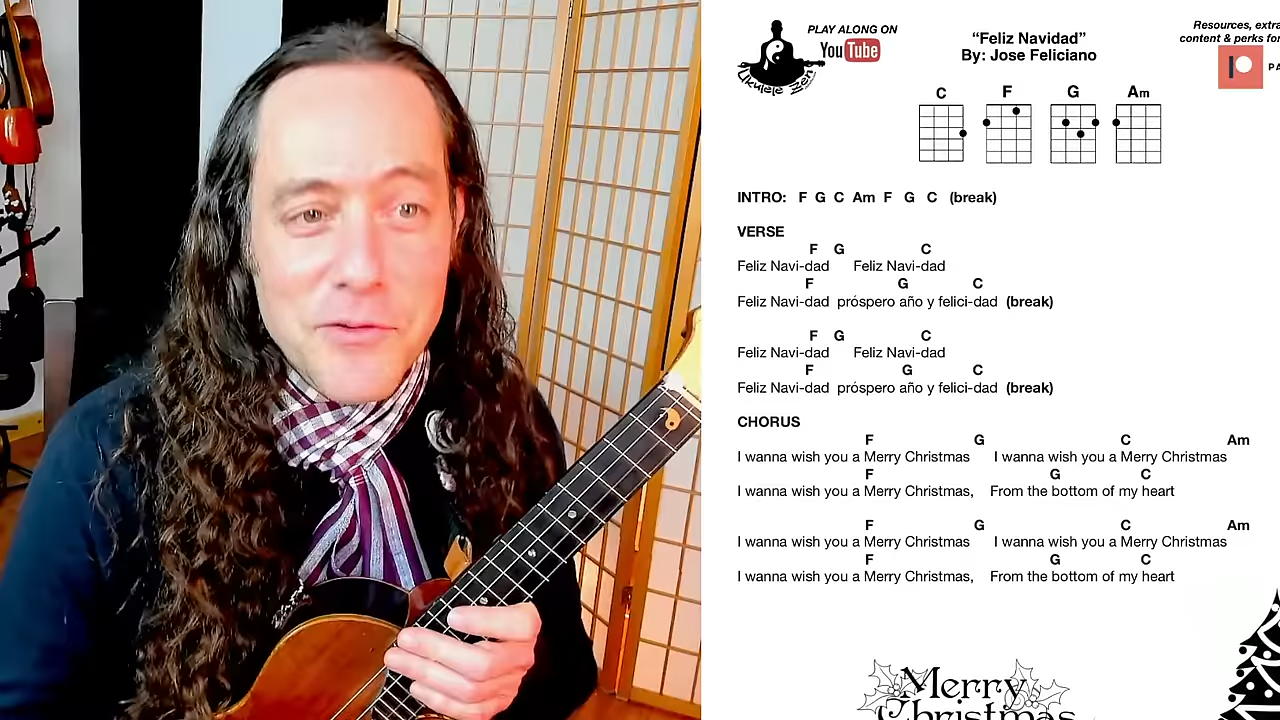 PLAY ALONG ON
YouTube
Ukulele Zen
"Feliz Navidad"
By: Jose Feliciano
Resources, extra
content & perks for
PA
C F G Am
INTRO: F G C Am F G C (break)
VERSE
F G C
Feliz Navi-dad Feliz Navi-dad
F G C
Feliz Navi-dad próspero año y felici-dad (break)
F G C
Feliz Navi-dad Feliz Navi-dad
F G C
Feliz Navi-dad próspero año y felici-dad (break)
CHORUS
F G C Am
I wanna wish you a Merry Christmas I wanna wish you a Merry Christmas
F G C
I wanna wish you a Merry Christmas, From the bottom of my heart
F G C Am
I wanna wish you a Merry Christmas I wanna wish you a Merry Christmas
F G C
I wanna wish you a Merry Christmas, From the bottom of my heart
Merry
Christmas